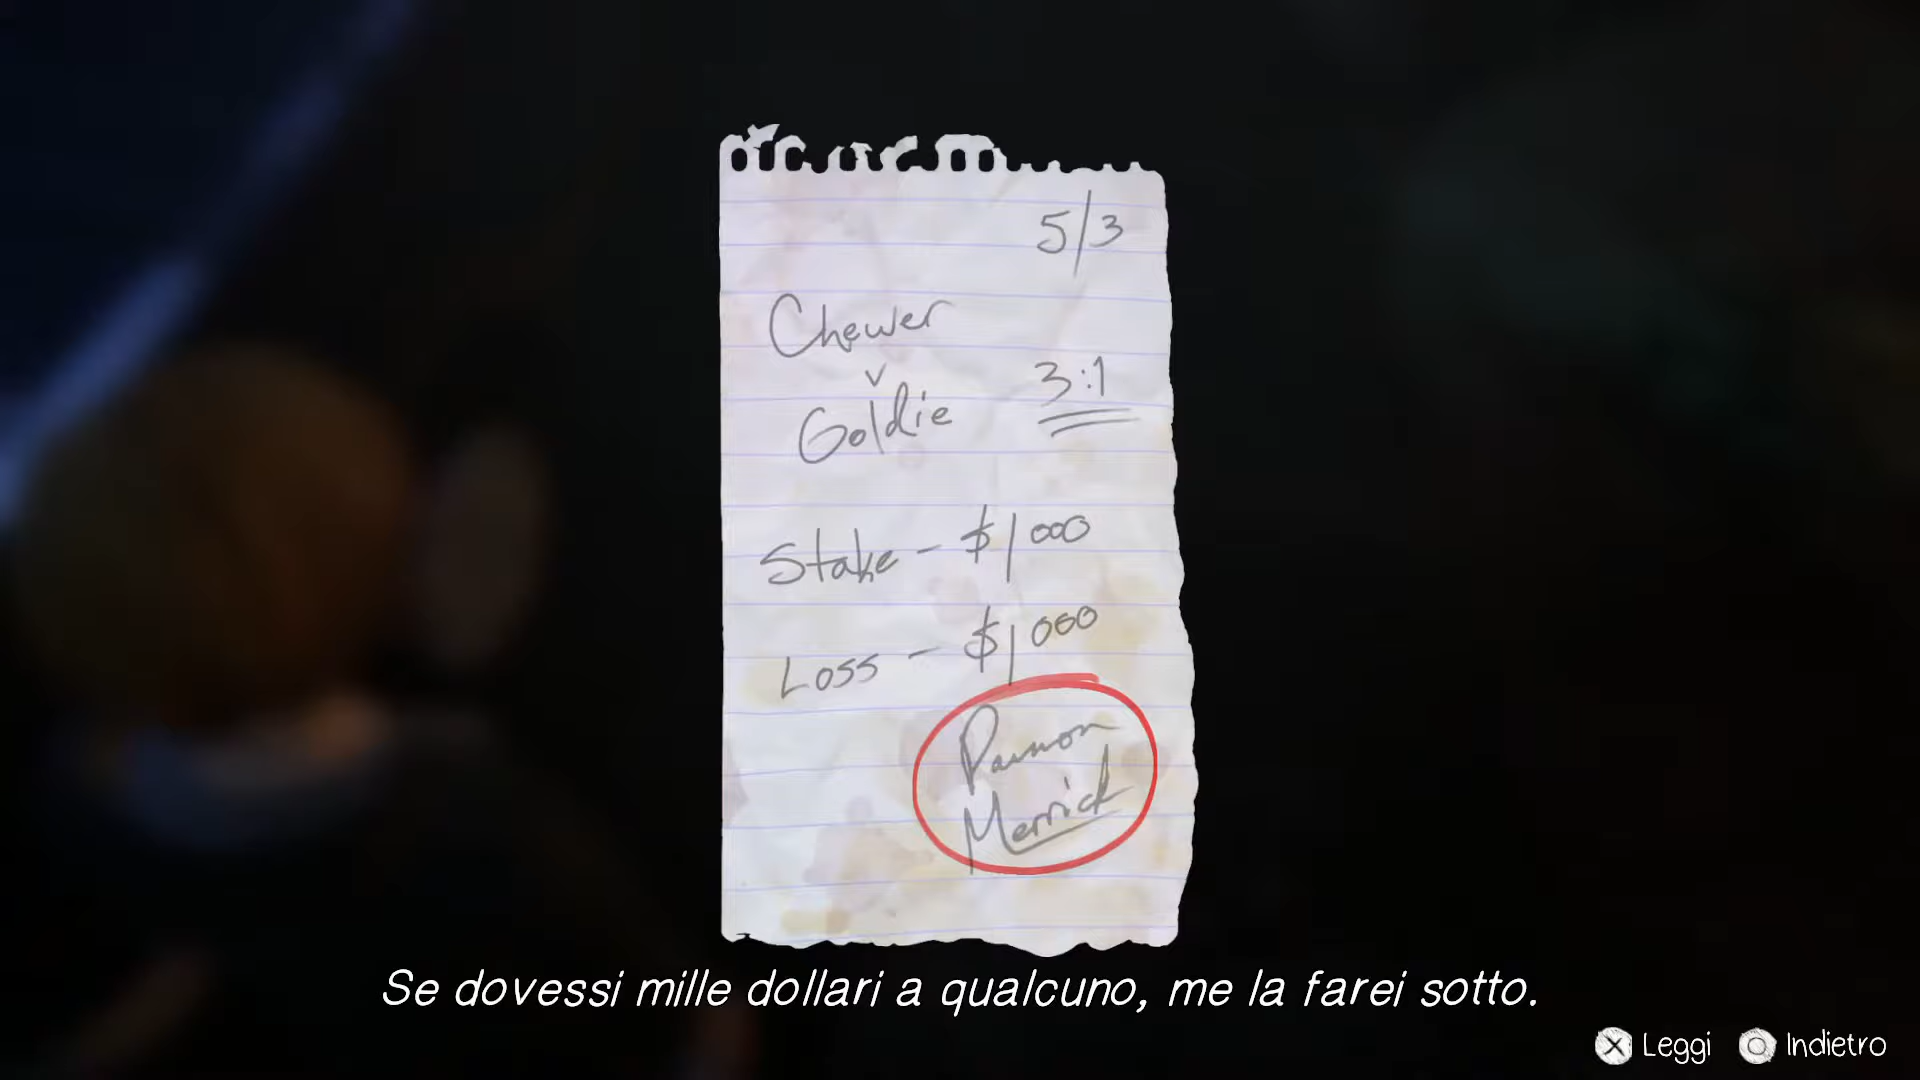 5/3
Chewer
v
Goldie 3:1
Stake - $1000
Loss - $1000
Damon
Merrick
Se dovessi mille dollari a qualcuno, me la farei sotto.
Leggi Indietro